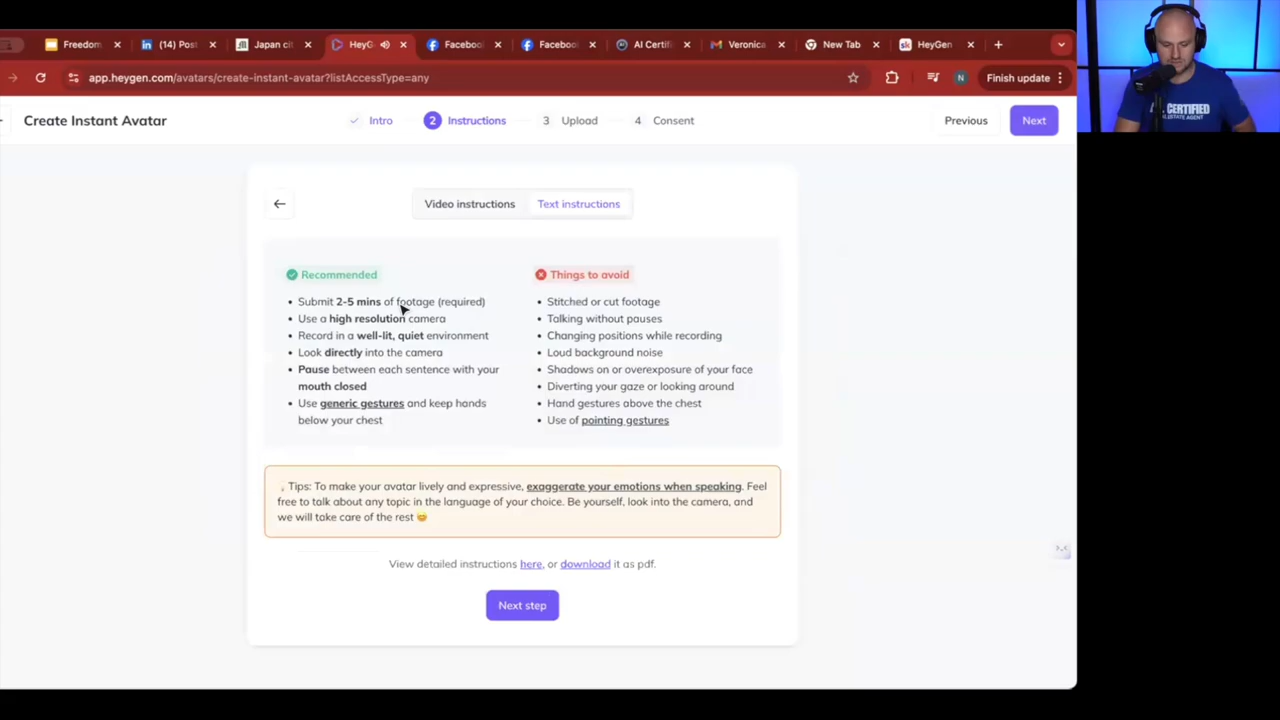 Freedom
(14) Post
Japan cit
HeyG
Facebool
Facebool
AI Certifi
Veronica
New Tab
HeyGen
app.heygen.com/avatars/create-instant-avatar?listAccessType=any
N
Finish update
Create Instant Avatar
Intro
2 Instructions
3 Upload
4 Consent
Previous
Next
Video instructions
Text instructions
Recommended
• Submit 2-5 mins of footage (required)
• Use a high resolution camera
• Record in a well-lit, quiet environment
• Look directly into the camera
• Pause between each sentence with your
mouth closed
• Use generic gestures and keep hands
below your chest
Things to avoid
• Stitched or cut footage
• Talking without pauses
• Changing positions while recording
• Loud background noise
• Shadows on or overexposure of your face
• Diverting your gaze or looking around
• Hand gestures above the chest
• Use of pointing gestures
Tips: To make your avatar lively and expressive, exaggerate your emotions when speaking. Feel
free to talk about any topic in the language of your choice. Be yourself, look into the camera, and
we will take care of the rest 😊
View detailed instructions here, or download it as pdf.
Next step
CERTIFIED